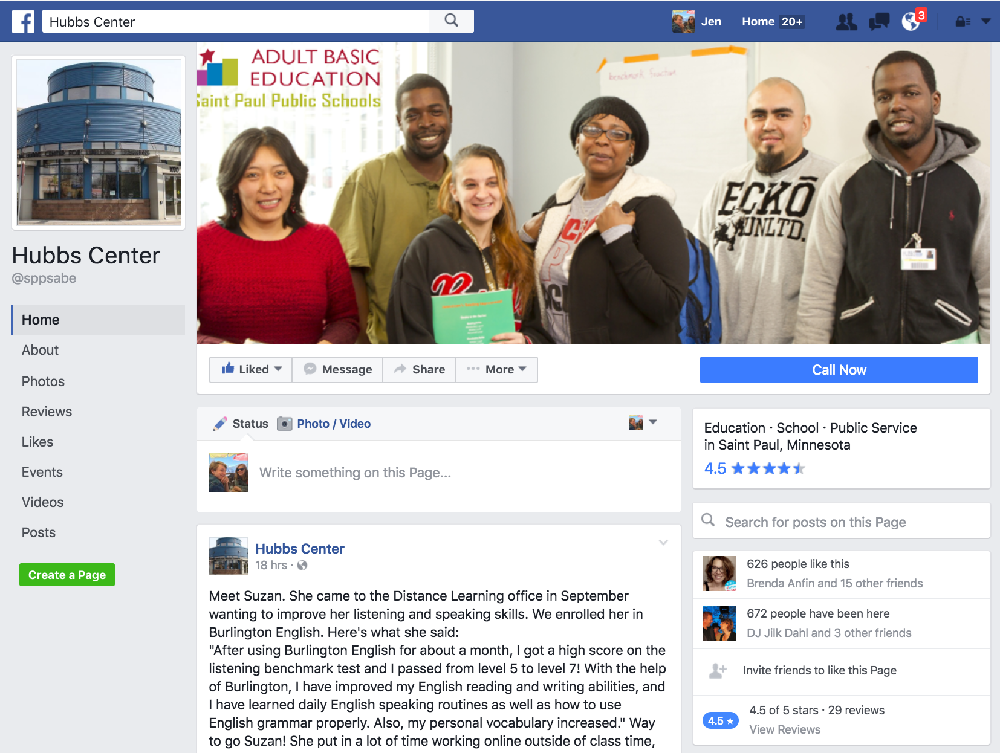 Hubbs Center
Jen
Home 20+
3
ADULT BASIC
EDUCATION
Saint Paul Public Schools
benchmark fraction
ECKŌ
UNLTD.
1030
Hubbs Center
@sppsabe
Home
About
Photos
Reviews
Likes
Events
Videos
Posts
Create a Page
Liked
Message
Share
More
Call Now
Status
Photo / Video
Write something on this Page...
Hubbs Center
18 hrs ·
Meet Suzan. She came to the Distance Learning office in September
wanting to improve her listening and speaking skills. We enrolled her in
Burlington English. Here's what she said:
"After using Burlington English for about a month, I got a high score on the
listening benchmark test and I passed from level 5 to level 7! With the help
of Burlington, I have improved my English reading and writing abilities, and
I have learned daily English speaking routines as well as how to use
English grammar properly. Also, my personal vocabulary increased." Way
to go Suzan! She put in a lot of time working online outside of class time,
Education · School · Public Service
in Saint Paul, Minnesota
4.5
Search for posts on this Page
626 people like this
Brenda Anfin and 15 other friends
672 people have been here
DJ Jilk Dahl and 3 other friends
Invite friends to like this Page
4.5 ★
4.5 of 5 stars · 29 reviews
View Reviews